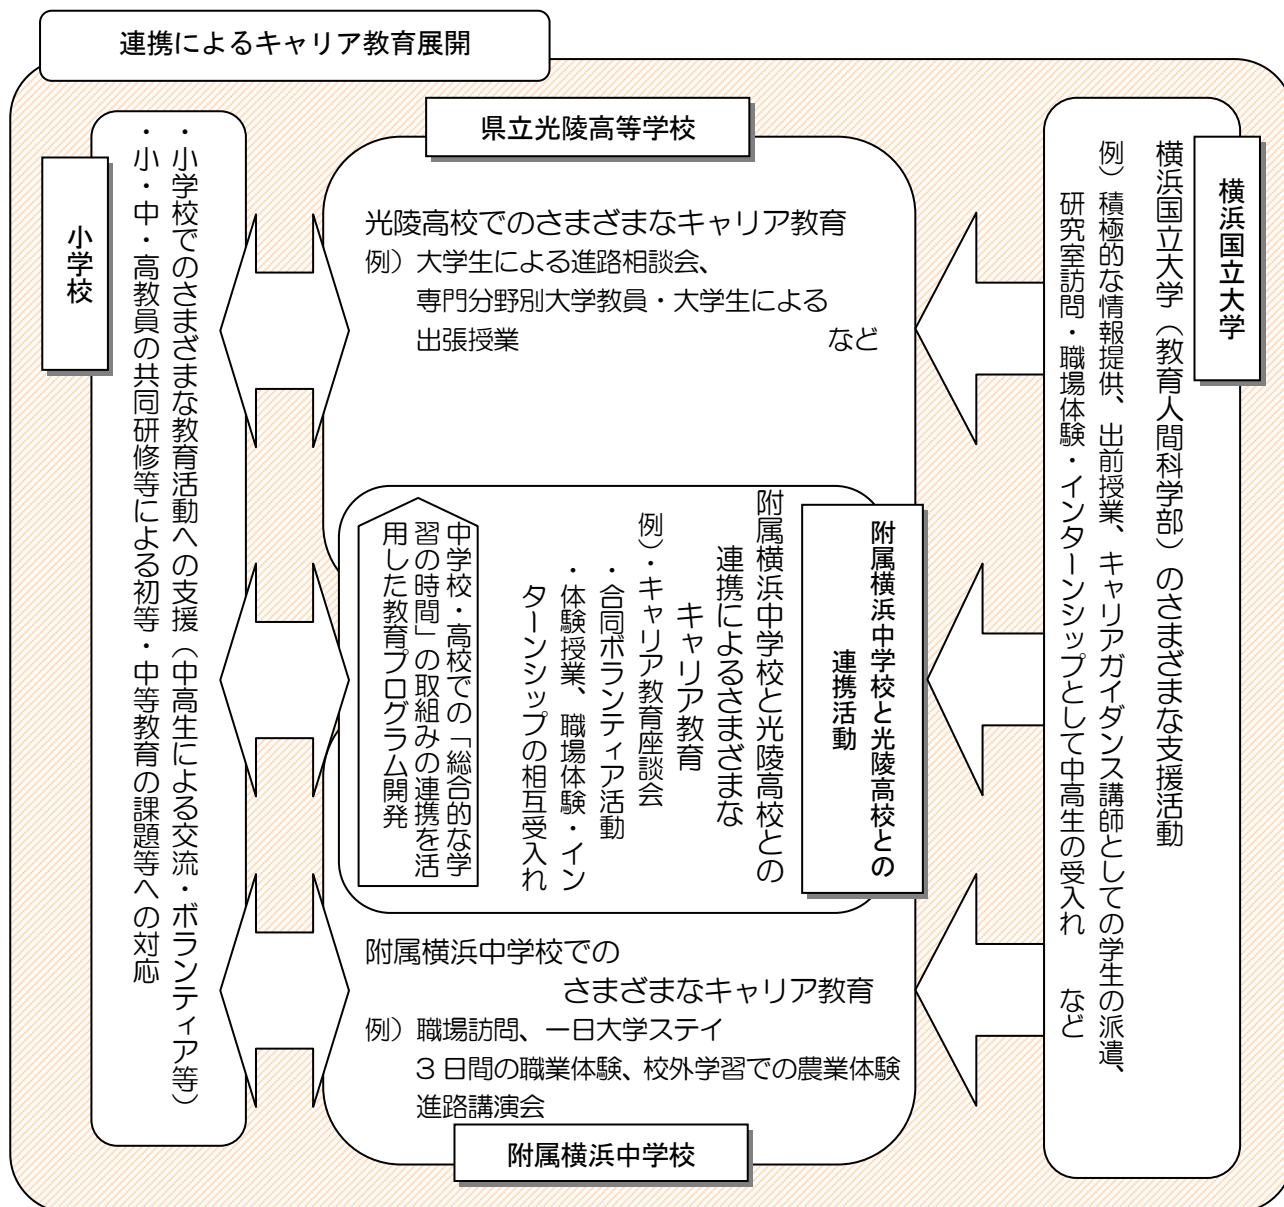 連携によるキャリア教育展開
県立光陵高等学校
光陵高校でのさまざまなキャリア教育
例）大学生による進路相談会、
専門分野別大学教員・大学生による
出張授業　など
小学校
・小学校でのさまざまな教育活動への支援（中高生による交流・ボランティア等）
・小・中・高教員の共同研修等による初等・中等教育の課題等への対応
横浜国立大学
横浜国立大学（教育人間科学部）のさまざまな支援活動
例）積極的な情報提供、出前授業、キャリアガイダンス講師としての学生の派遣、
研究室訪問・職場体験・インターンシップとして中高生の受入れ　など
附属横浜中学校と光陵高校との
連携活動
附属横浜中学校と光陵高校との
連携によるさまざまな
キャリア教育
例）・キャリア教育座談会
・合同ボランティア活動
・体験授業、職場体験・イン
ターンシップの相互受入れ
中学校・高校での「総合的な学
習の時間」の取組みの連携を活
用した教育プログラム開発
附属横浜中学校での
さまざまなキャリア教育
例）職場訪問、一日大学ステイ
3日間の職業体験、校外学習での農業体験
進路講演会
附属横浜中学校